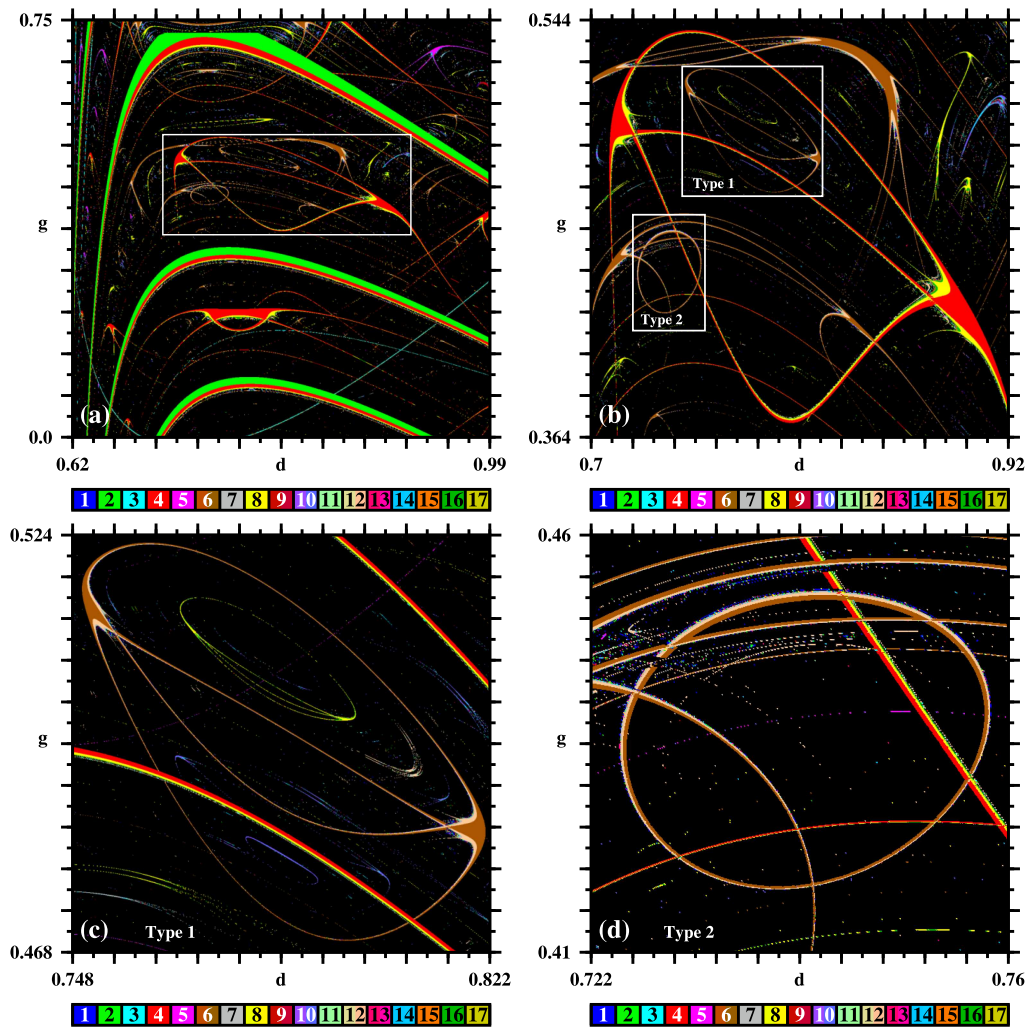 0.75
g
(a)
0.0
0.62
d
0.99
1 2 3 4 5 6 7 8 9 10 11 12 13 14 15 16 17
0.544
g
Type 1
Type 2
(b)
0.364
0.7
d
0.92
1 2 3 4 5 6 7 8 9 10 11 12 13 14 15 16 17
0.524
g
(c)
Type 1
0.468
0.748
d
0.822
1 2 3 4 5 6 7 8 9 10 11 12 13 14 15 16 17
0.46
g
(d)
Type 2
0.41
0.722
d
0.76
1 2 3 4 5 6 7 8 9 10 11 12 13 14 15 16 17